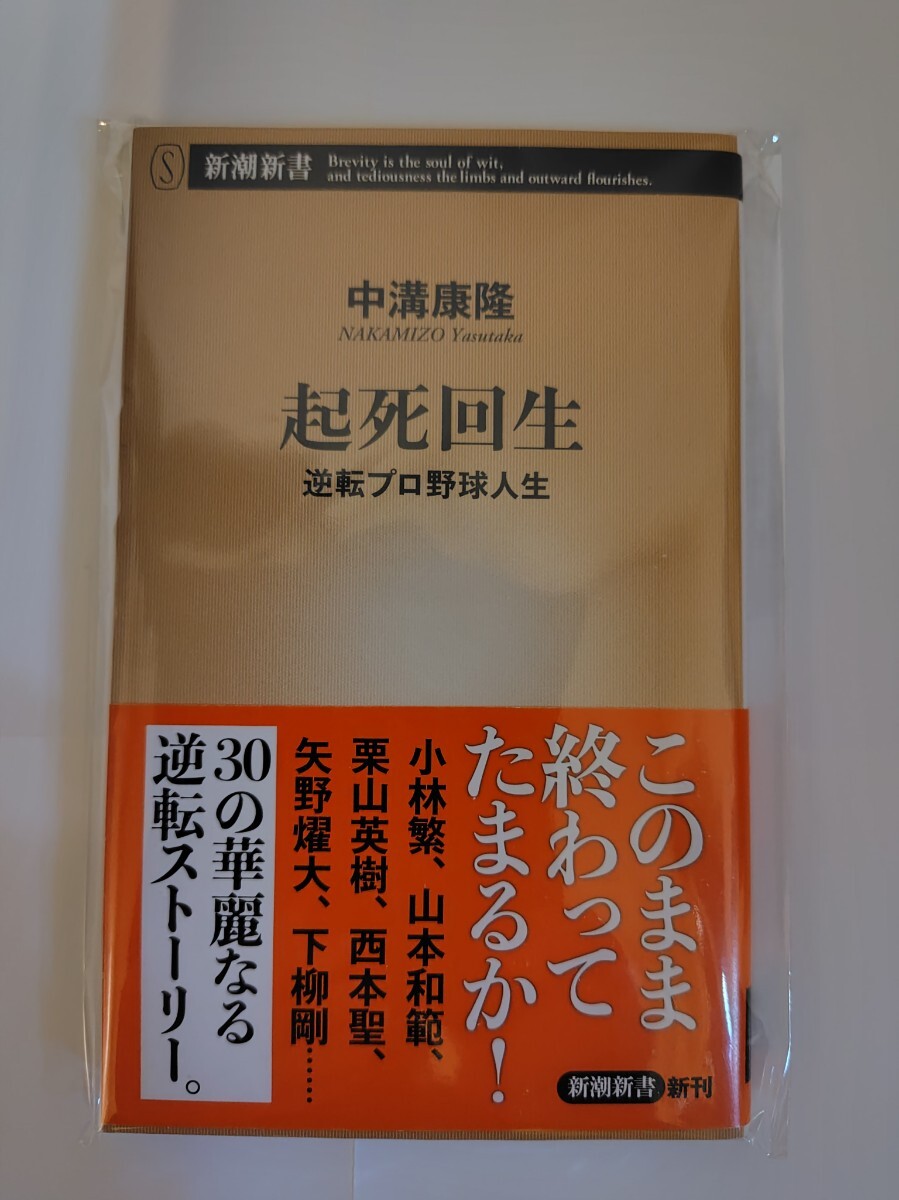 S
新潮新書
Brevity is the soul of wit,
and tediousness the limbs and outward flourishes.
中溝康隆
NAKAMIZO Yasutaka
起死回生
逆転プロ野球人生
このまま
終わって
たまるか!
小林繁、山本和範、
栗山英樹、西本聖、
矢野燿大、下柳剛……
30の華麗なる
逆転ストーリー。
新潮新書 新刊